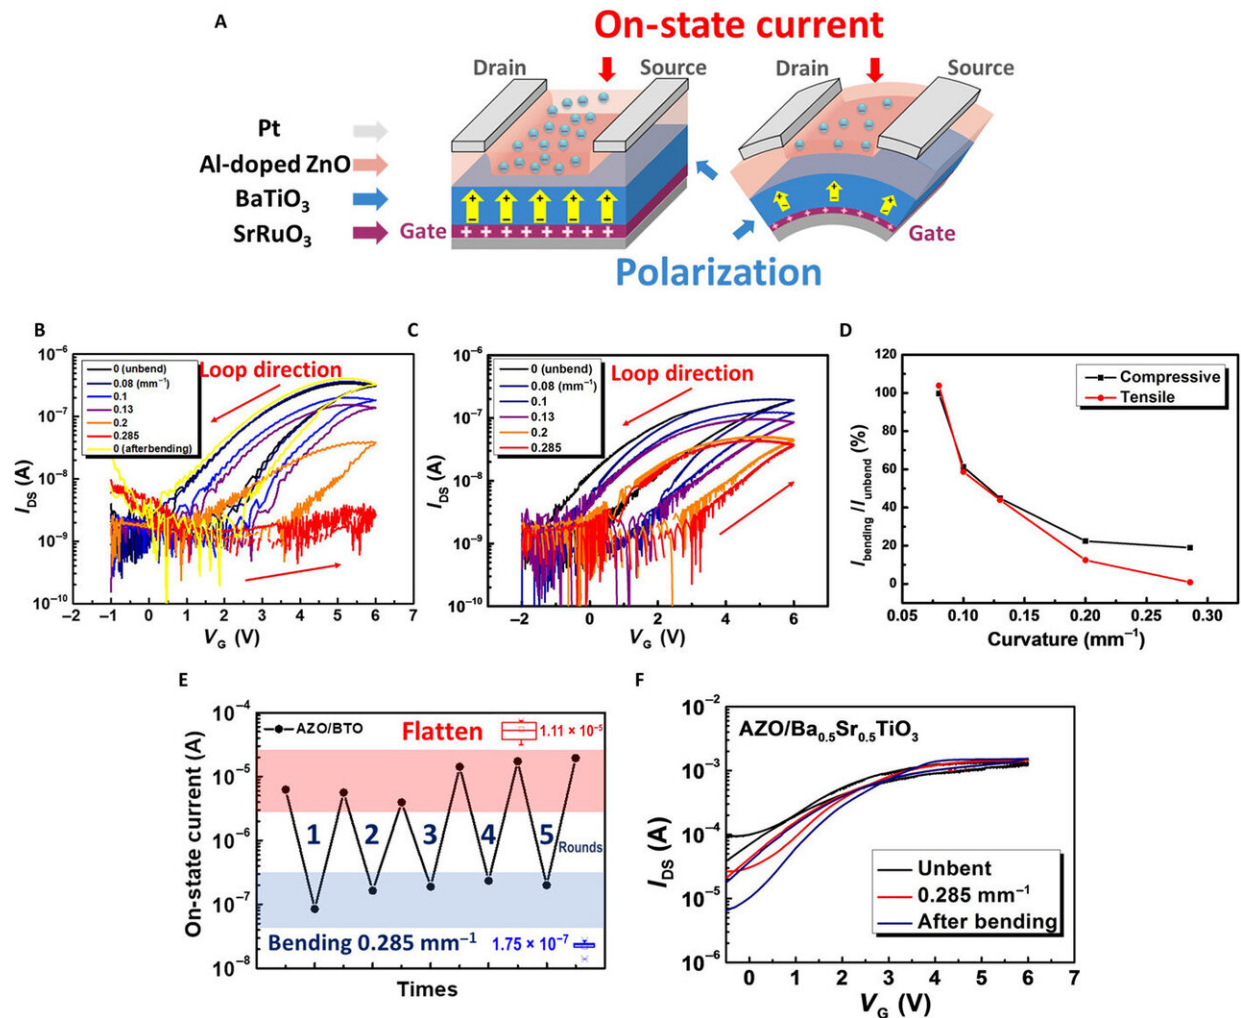 A
On-state current
Drain
Source
Drain
Source
Pt
Al-doped ZnO
BaTiO₃
SrRuO₃
Gate
Gate
Polarization
B
10⁻⁶
10⁻⁷
10⁻⁸
10⁻⁹
10⁻¹⁰
I_DS (A)
0 (unbend)
0.08 (mm⁻¹)
0.1
0.13
0.2
0.285
0 (afterbending)
Loop direction
−2 −1 0 1 2 3 4 5 6 7
V_G (V)
C
10⁻⁶
10⁻⁷
10⁻⁸
10⁻⁹
10⁻¹⁰
I_DS (A)
0 (unbend)
0.08 (mm⁻¹)
0.1
0.13
0.2
0.285
Loop direction
−2 0 2 4 6
V_G (V)
D
120
100
80
60
40
20
0
I_bending / I_unbend (%)
Compressive
Tensile
0.05 0.10 0.15 0.20 0.25 0.30
Curvature (mm⁻¹)
E
10⁻⁴
10⁻⁵
10⁻⁶
10⁻⁷
10⁻⁸
On-state current (A)
AZO/BTO
Flatten
1.11 × 10⁻⁵
1 2 3 4 5 Rounds
Bending 0.285 mm⁻¹
1.75 × 10⁻⁷
Times
F
10⁻²
10⁻³
10⁻⁴
10⁻⁵
10⁻⁶
I_DS (A)
AZO/Ba₀.₅Sr₀.₅TiO₃
Unbent
0.285 mm⁻¹
After bending
0 1 2 3 4 5 6 7
V_G (V)